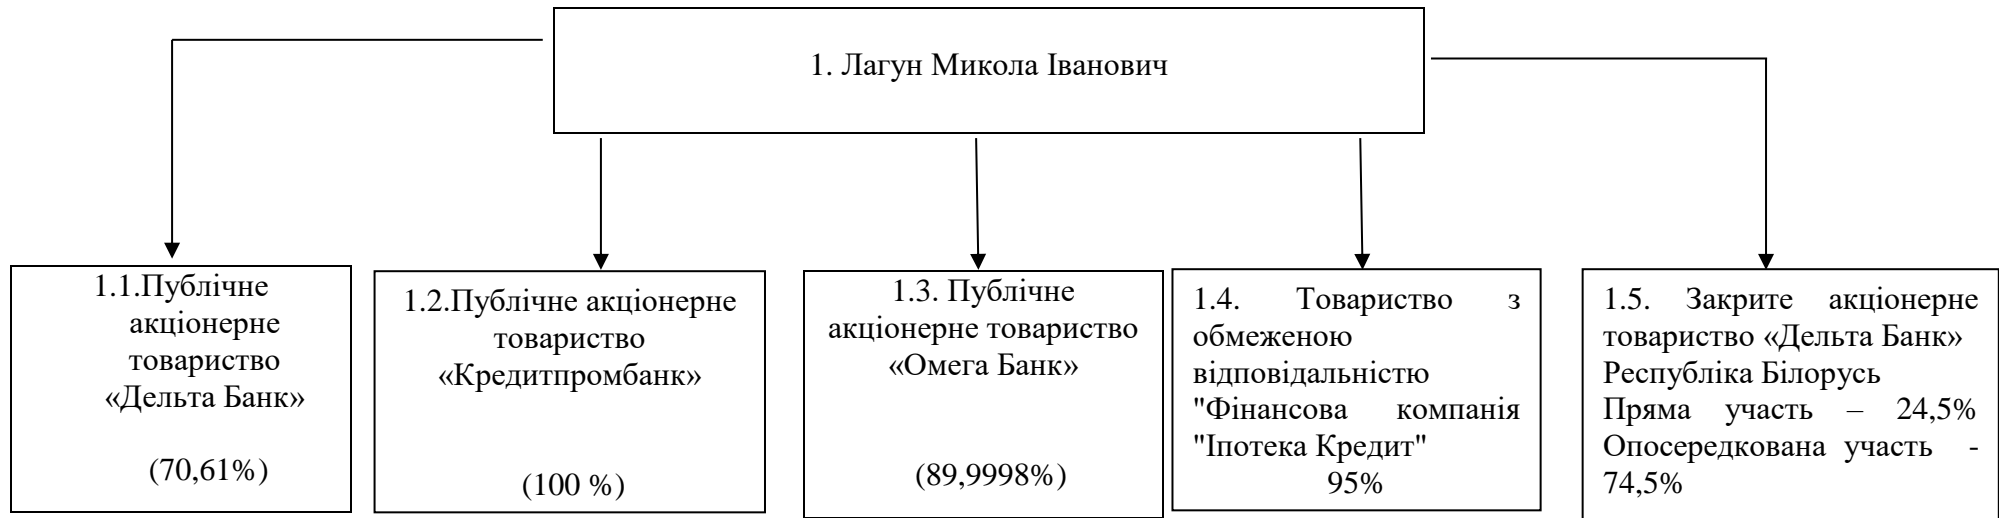 1. Лагун Микола Іванович
1.1.Публічне
акціонерне
товариство
«Дельта Банк»
(70,61%)
1.2.Публічне акціонерне
товариство
«Кредитпромбанк»
(100 %)
1.3. Публічне
акціонерне товариство
«Омега Банк»
(89,9998%)
1.4. Товариство з
обмеженою
відповідальністю
"Фінансова компанія
"Іпотека Кредит"
95%
1.5. Закрите акціонерне
товариство «Дельта Банк»
Республіка Білорусь
Пряма участь – 24,5%
Опосередкована участь -
74,5%